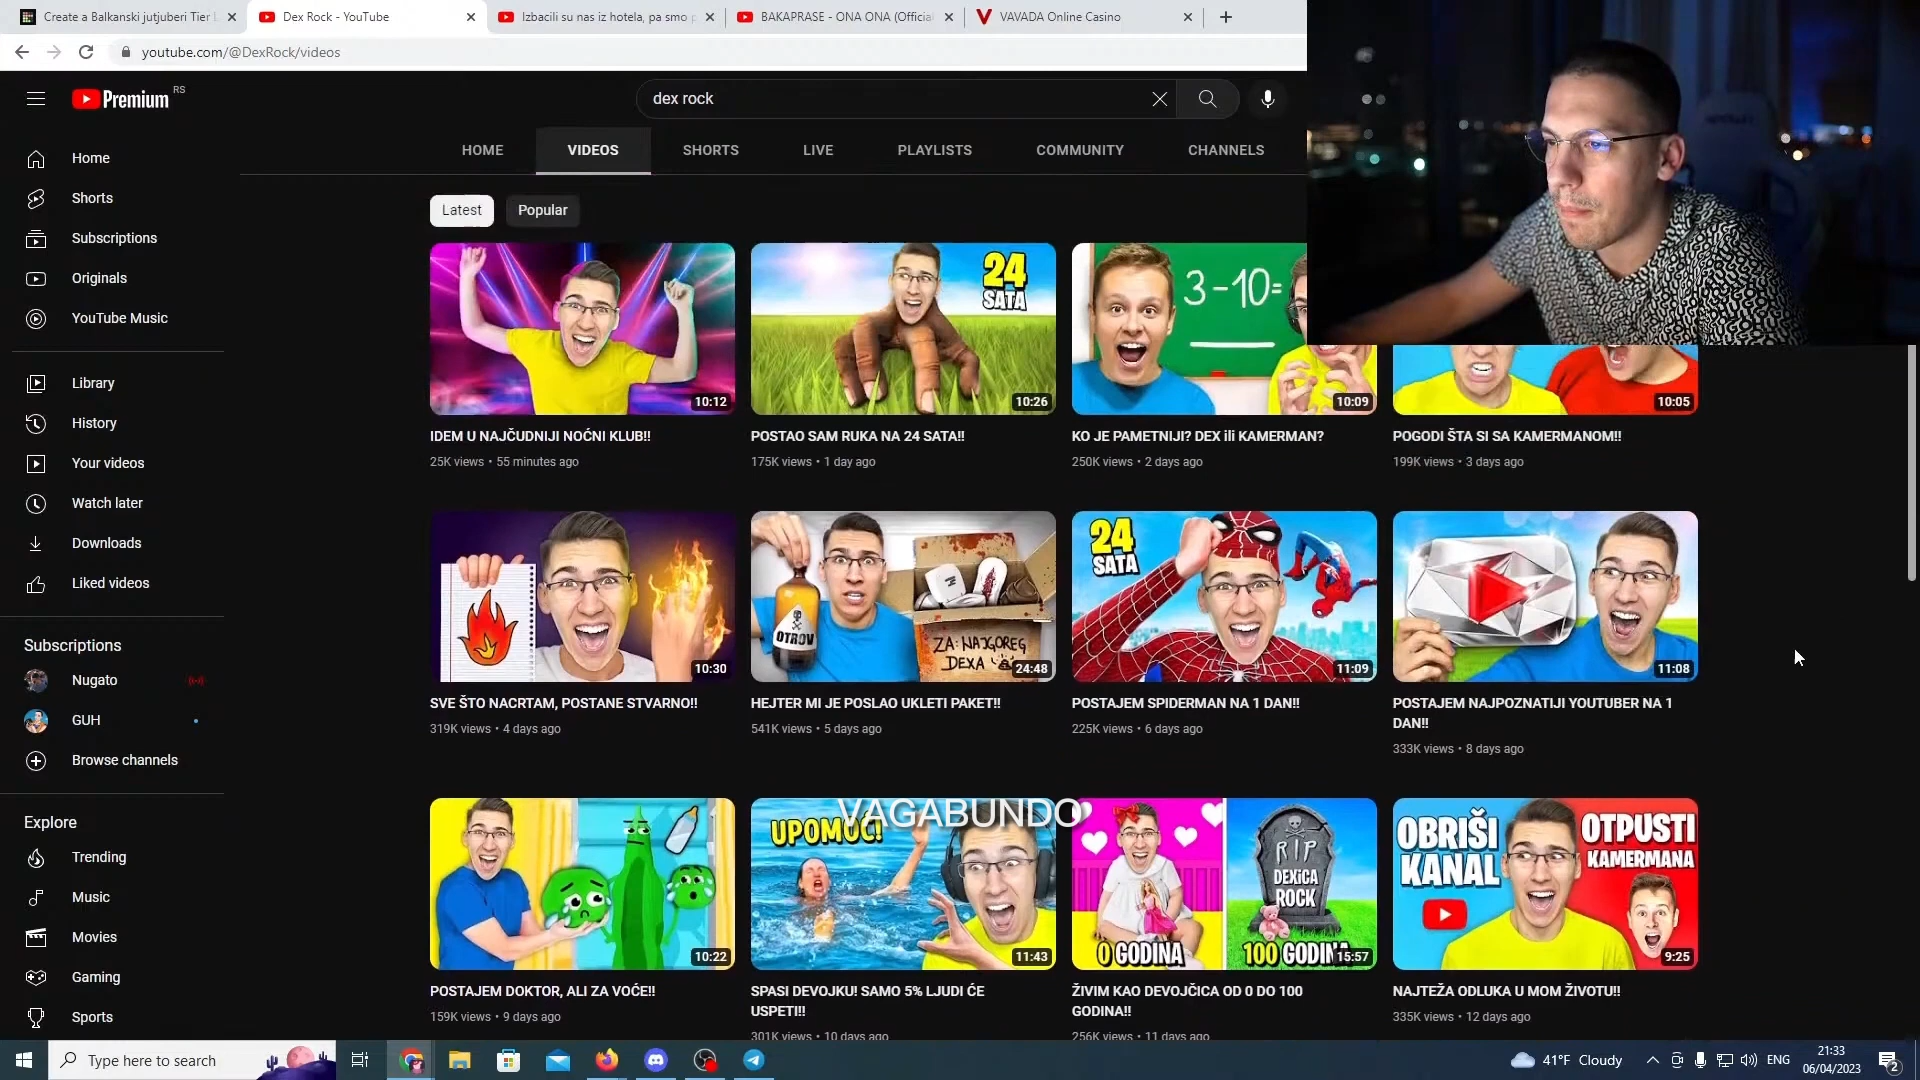 Create a Balkanski jutjuberi Tier
Dex Rock - YouTube
Izbacili su nas iz hotela, pa smo
BAKAPRASE - ONA ONA (Official
VAVADA Online Casino
youtube.com/@DexRock/videos
Premium RS
dex rock
HOME VIDEOS SHORTS LIVE PLAYLISTS COMMUNITY CHANNELS
Latest Popular
Home
Shorts
Subscriptions
Originals
YouTube Music
Library
History
Your videos
Watch later
Downloads
Liked videos
Subscriptions
Nugato
GUH
Browse channels
Explore
Trending
Music
Movies
Gaming
Sports
10:12
IDEM U NAJČUDNIJI NOĆNI KLUB!!
25K views • 55 minutes ago
24
SATA
10:26
POSTAO SAM RUKA NA 24 SATA!!
175K views • 1 day ago
3-10=
10:09
KO JE PAMETNIJI? DEX ili KAMERMAN?
250K views • 2 days ago
10:05
POGODI ŠTA SI SA KAMERMANOM!!
199K views • 3 days ago
10:30
SVE ŠTO NACRTAM, POSTANE STVARNO!!
319K views • 4 days ago
OTROV
ZA: NAJGOREG
DEXA
24:48
HEJTER MI JE POSLAO UKLETI PAKET!!
541K views • 5 days ago
24
SATA
11:09
POSTAJEM SPIDERMAN NA 1 DAN!!
225K views • 6 days ago
11:08
POSTAJEM NAJPOZNATIJI YOUTUBER NA 1
DAN!!
333K views • 8 days ago
10:22
POSTAJEM DOKTOR, ALI ZA VOĆE!!
159K views • 9 days ago
VAGABUNDO
UPOMOĆ!
11:43
SPASI DEVOJKU! SAMO 5% LJUDI ĆE
USPETI!!
301K views • 10 days ago
RIP
DEXICA
ROCK
0 GODINA
100 GODINA
15:57
ŽIVIM KAO DEVOJČICA OD 0 DO 100
GODINA!!
256K views • 11 days ago
OBRIŠI
KANAL
OTPUSTI
KAMERMANA
9:25
NAJTEŽA ODLUKA U MOM ŽIVOTU!!
335K views • 12 days ago
Type here to search
41°F Cloudy
ENG
21:33
06/04/2023
2